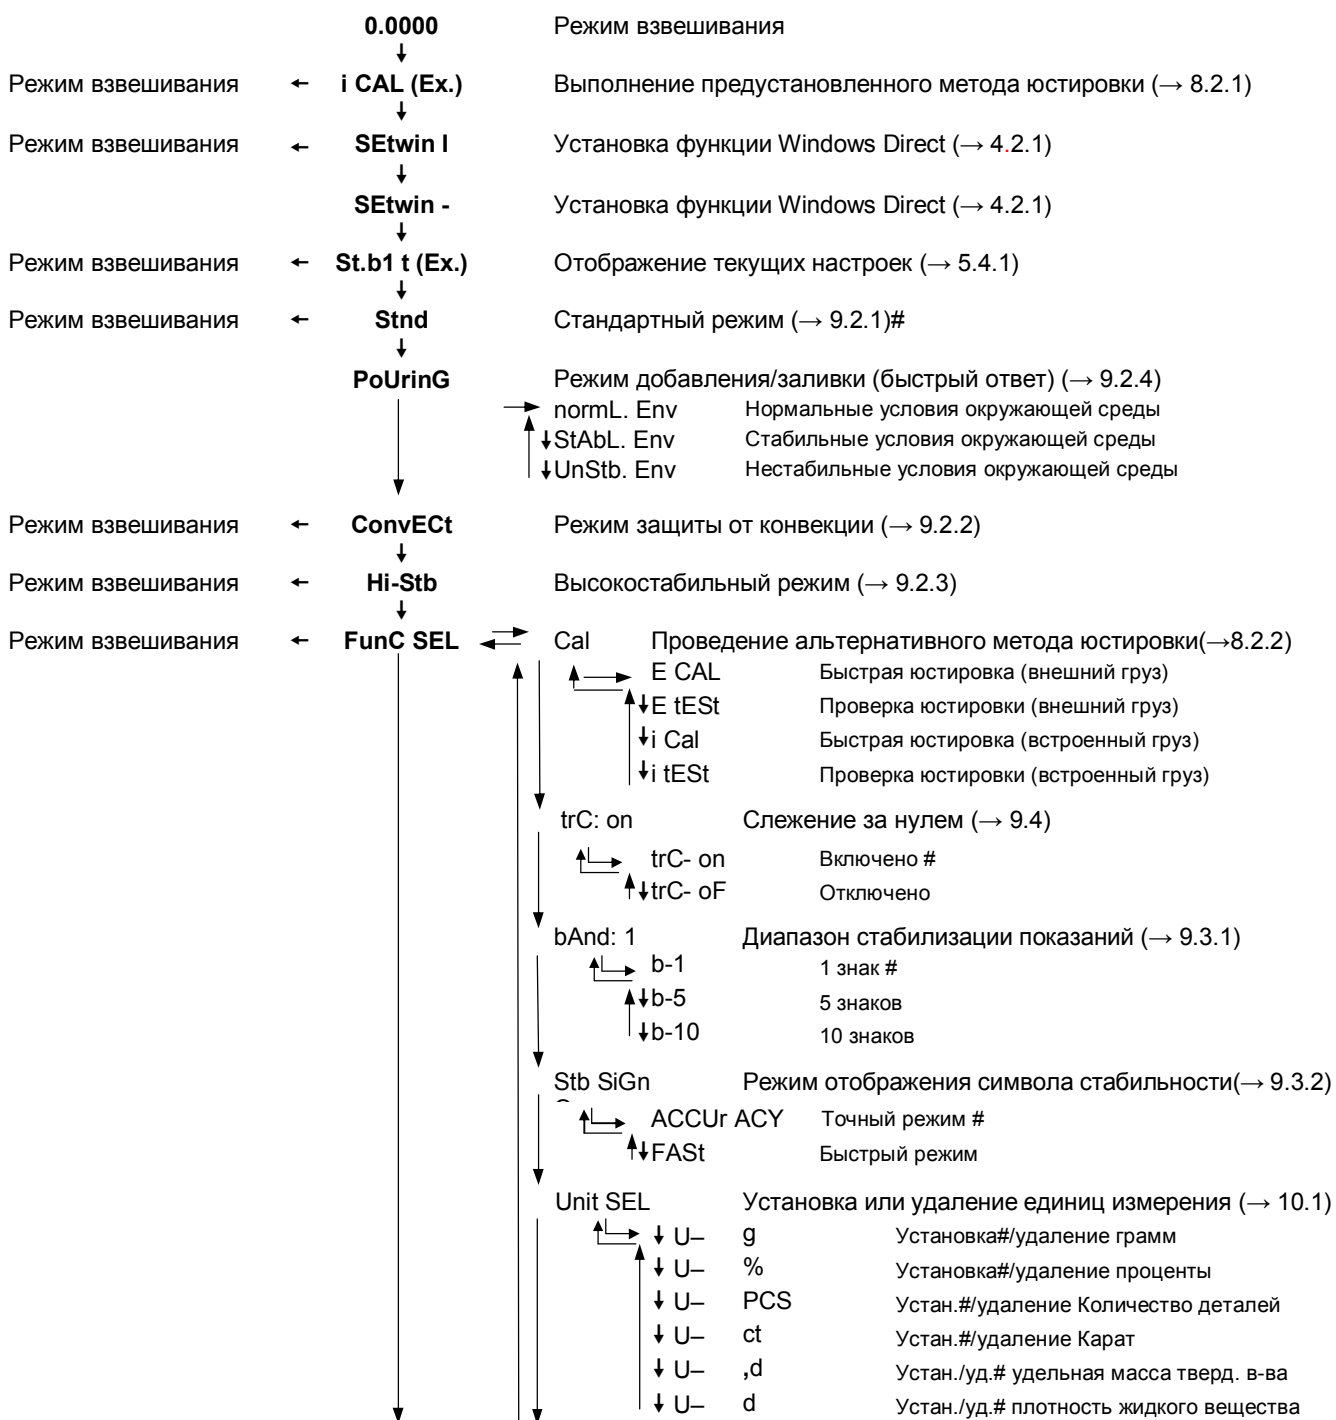 0.0000 Режим взвешивания
Режим взвешивания ← i CAL (Ex.) Выполнение предустановленного метода юстировки (→ 8.2.1)
Режим взвешивания ← SEtwin I Установка функции Windows Direct (→ 4.2.1)
SEtwin - Установка функции Windows Direct (→ 4.2.1)
Режим взвешивания ← St.b1 t (Ex.) Отображение текущих настроек (→ 5.4.1)
Режим взвешивания ← Stnd Стандартный режим (→ 9.2.1)#
PoUrinG Режим добавления/заливки (быстрый ответ) (→ 9.2.4)
normL. Env Нормальные условия окружающей среды
StAbL. Env Стабильные условия окружающей среды
UnStb. Env Нестабильные условия окружающей среды
Режим взвешивания ← ConvECt Режим защиты от конвекции (→ 9.2.2)
Режим взвешивания ← Hi-Stb Высокостабильный режим (→ 9.2.3)
Режим взвешивания ← FunC SEL Cal Проведение альтернативного метода юстировки(→8.2.2)
E CAL Быстрая юстировка (внешний груз)
E tESt Проверка юстировки (внешний груз)
i Cal Быстрая юстировка (встроенный груз)
i tESt Проверка юстировки (встроенный груз)
trC: on Слежение за нулем (→ 9.4)
trC- on Включено #
trC- oF Отключено
bAnd: 1 Диапазон стабилизации показаний (→ 9.3.1)
b-1 1 знак #
b-5 5 знаков
b-10 10 знаков
Stb SiGn Режим отображения символа стабильности(→ 9.3.2)
ACCUr ACY Точный режим #
FASt Быстрый режим
Unit SEL Установка или удаление единиц измерения (→ 10.1)
U– g Установка#/удаление грамм
U– % Установка#/удаление проценты
U– PCS Устан.#/удаление Количество деталей
U– ct Устан.#/удаление Карат
U– ,d Устан./уд.# удельная масса тверд. в-ва
U– d Устан./уд.# плотность жидкого вещества